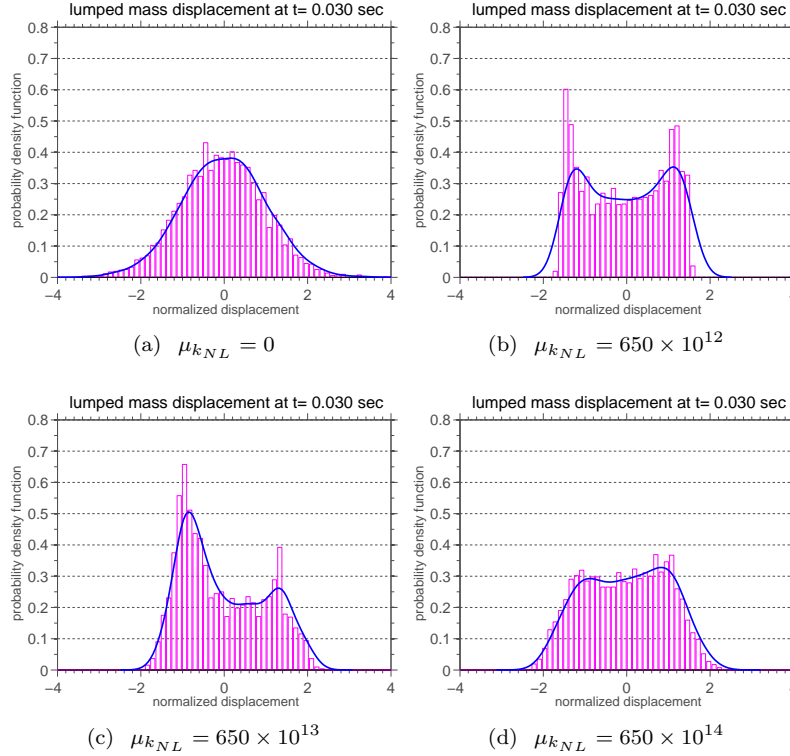 lumped mass displacement at t= 0.030 sec
0.8
0.7
0.6
0.5
0.4
0.3
0.2
0.1
0
probability density function
−4 −2 0 2 4
normalized displacement
(a) μ_{k_{NL}} = 0
lumped mass displacement at t= 0.030 sec
0.8
0.7
0.6
0.5
0.4
0.3
0.2
0.1
0
probability density function
−4 −2 0 2 4
normalized displacement
(b) μ_{k_{NL}} = 650 × 10^{12}
lumped mass displacement at t= 0.030 sec
0.8
0.7
0.6
0.5
0.4
0.3
0.2
0.1
0
probability density function
−4 −2 0 2 4
normalized displacement
(c) μ_{k_{NL}} = 650 × 10^{13}
lumped mass displacement at t= 0.030 sec
0.8
0.7
0.6
0.5
0.4
0.3
0.2
0.1
0
probability density function
−4 −2 0 2 4
normalized displacement
(d) μ_{k_{NL}} = 650 × 10^{14}